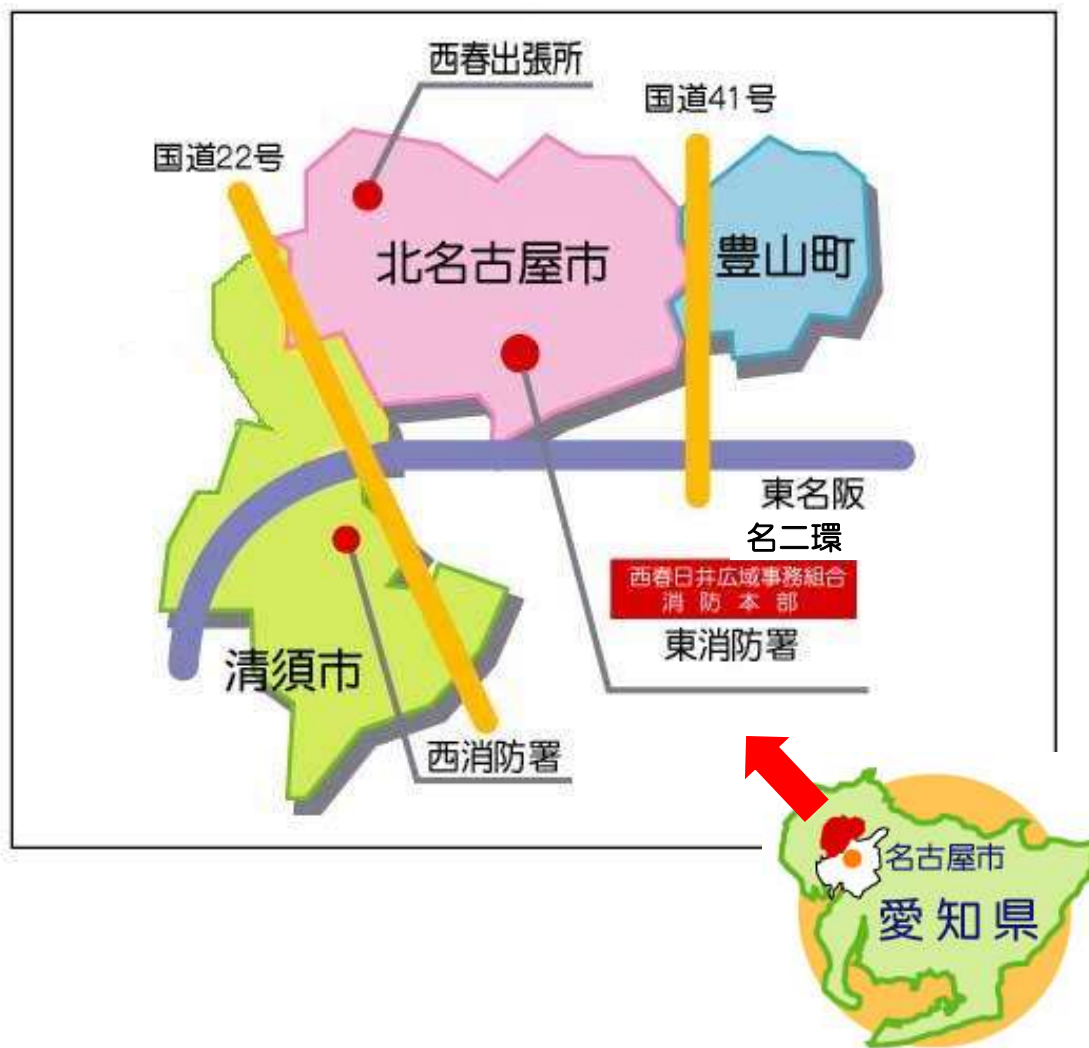 西春出張所
国道41号
国道22号
北名古屋市
豊山町
東名阪
名二環
西春日井広域事務組合
消防本部
東消防署
清須市
西消防署
名古屋市
愛知県